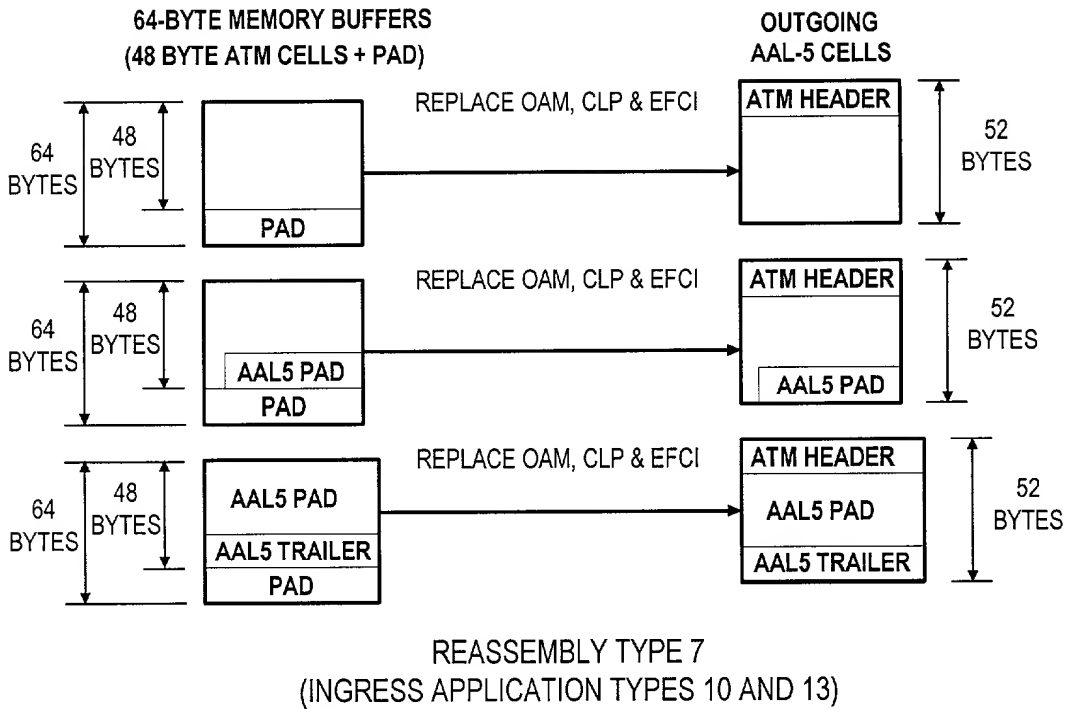 64-BYTE MEMORY BUFFERS
(48 BYTE ATM CELLS + PAD)
OUTGOING
AAL-5 CELLS
64
BYTES
48
BYTES
PAD
REPLACE OAM, CLP & EFCI
ATM HEADER
52
BYTES
64
BYTES
48
BYTES
AAL5 PAD
PAD
REPLACE OAM, CLP & EFCI
ATM HEADER
AAL5 PAD
52
BYTES
64
BYTES
48
BYTES
AAL5 PAD
AAL5 TRAILER
PAD
REPLACE OAM, CLP & EFCI
ATM HEADER
AAL5 PAD
AAL5 TRAILER
52
BYTES
REASSEMBLY TYPE 7
(INGRESS APPLICATION TYPES 10 AND 13)